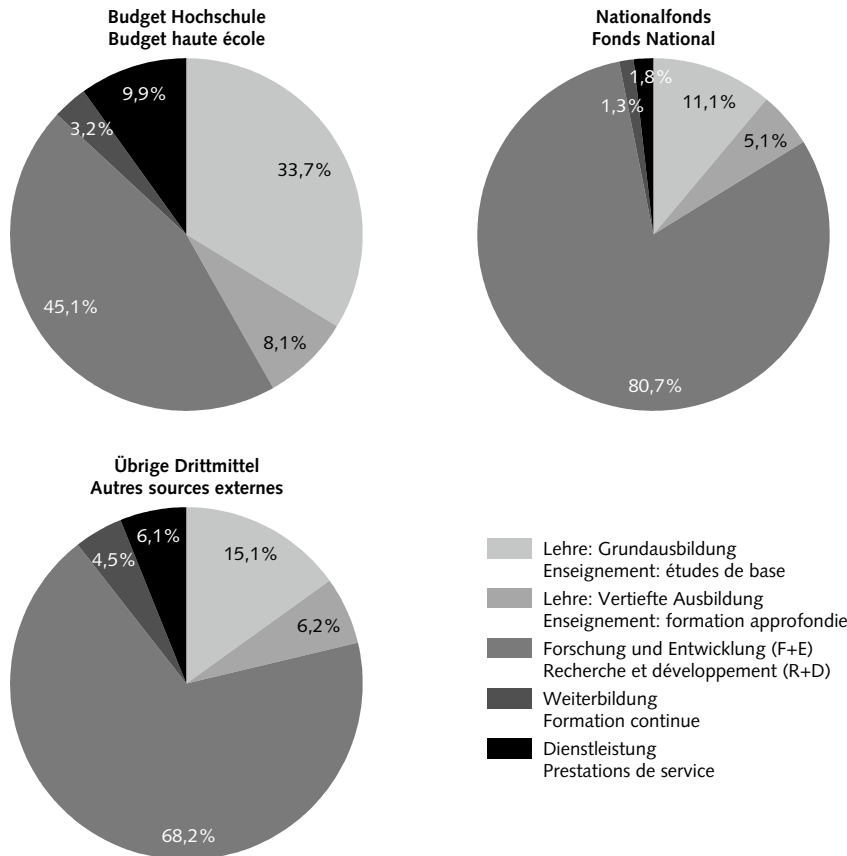 Budget Hochschule
Budget haute école
9,9%
3,2%
33,7%
45,1%
8,1%
Nationalfonds
Fonds National
1,8%
1,3%
11,1%
5,1%
80,7%
Übrige Drittmittel
Autres sources externes
6,1%
4,5%
15,1%
6,2%
68,2%
Lehre: Grundausbildung
Enseignement: études de base
Lehre: Vertiefte Ausbildung
Enseignement: formation approfondie
Forschung und Entwicklung (F+E)
Recherche et développement (R+D)
Weiterbildung
Formation continue
Dienstleistung
Prestations de service